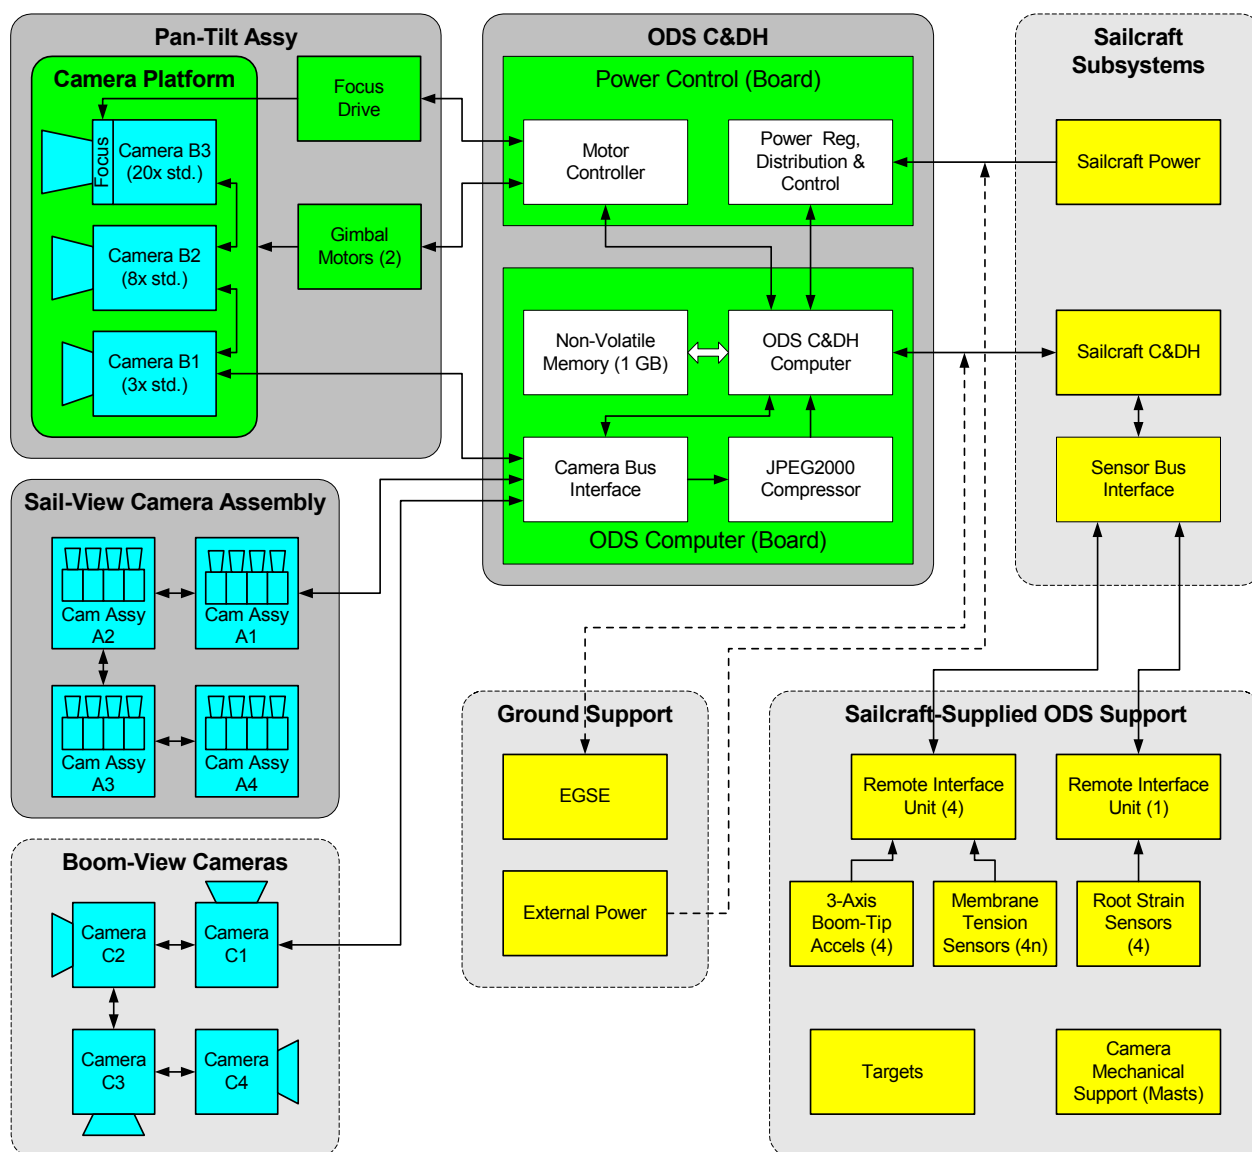 Pan-Tilt Assy
Camera Platform
Focus
Camera B3
(20x std.)
Camera B2
(8x std.)
Camera B1
(3x std.)
Focus
Drive
Gimbal
Motors (2)
ODS C&DH
Power Control (Board)
Motor
Controller
Power Reg,
Distribution &
Control
Non-Volatile
Memory (1 GB)
ODS C&DH
Computer
Camera Bus
Interface
JPEG2000
Compressor
ODS Computer (Board)
Sailcraft
Subsystems
Sailcraft Power
Sailcraft C&DH
Sensor Bus
Interface
Sail-View Camera Assembly
Cam Assy
A2
Cam Assy
A1
Cam Assy
A3
Cam Assy
A4
Boom-View Cameras
Camera
C2
Camera
C1
Camera
C3
Camera
C4
Ground Support
EGSE
External Power
Sailcraft-Supplied ODS Support
Remote Interface
Unit (4)
Remote Interface
Unit (1)
3-Axis
Boom-Tip
Accels (4)
Membrane
Tension
Sensors (4n)
Root Strain
Sensors
(4)
Targets
Camera
Mechanical
Support (Masts)